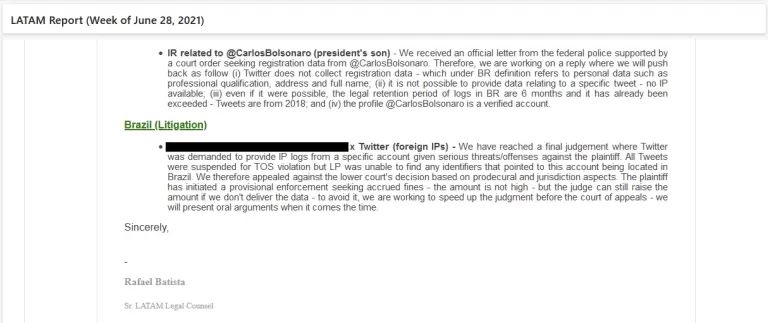 LATAM Report (Week of June 28, 2021)
• IR related to @CarlosBolsonaro (president's son) - We received an official letter from the federal police supported by
a court order seeking registration data from @CarlosBolsonaro. Therefore, we are working on a reply where we will push
back as follow (i) Twitter does not collect registration data - which under BR definition refers to personal data such as
professional qualification, address and full name; (ii) it is not possible to provide data relating to a specific tweet - no IP
available; (iii) even if it were possible, the legal retention period of logs in BR are 6 months and it has already been
exceeded - Tweets are from 2018; and (iv) the profile @CarlosBolsonaro is a verified account.
Brazil (Litigation)
• x Twitter (foreign IPs) - We have reached a final judgement where Twitter
was demanded to provide IP logs from a specific account given serious threats/offenses against the plaintiff. All Tweets
were suspended for TOS violation but LP was unable to find any identifiers that pointed to this account being located in
Brazil. We therefore appealed against the lower court's decision based on prodecural and jurisdiction aspects. The plaintiff
has initiated a provisional enforcement seeking accrued fines - the amount is not high - but the judge can still raise the
amount if we don't deliver the data - to avoid it, we are working to speed up the judgment before the court of appeals - we
will present oral arguments when it comes the time.
Sincerely,
-
Rafael Batista
Sr. LATAM Legal Counsel